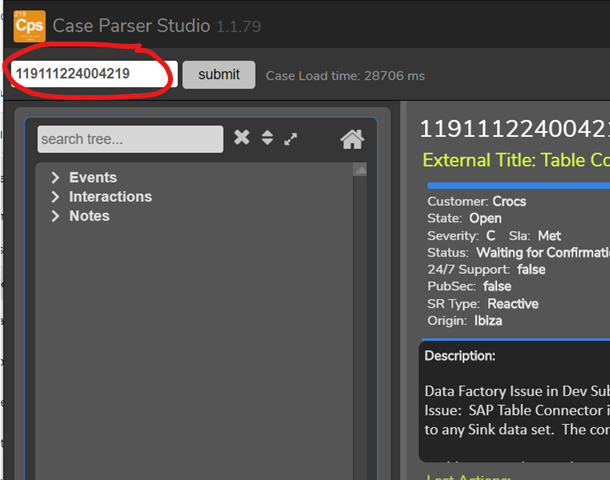 219
Cps
Case Parser Studio 1.1.79
119111224004219
submit
Case Load time: 28706 ms
search tree...
Events
Interactions
Notes
11911122400421
External Title: Table Co
Customer: Crocs
State: Open
Severity: C Sla: Met
Status: Waiting for Confirmati
24/7 Support: false
PubSec: false
SR Type: Reactive
Origin: Ibiza
Description:
Data Factory Issue in Dev Sub
Issue: SAP Table Connector i
to any Sink data set. The con
Last Actions: